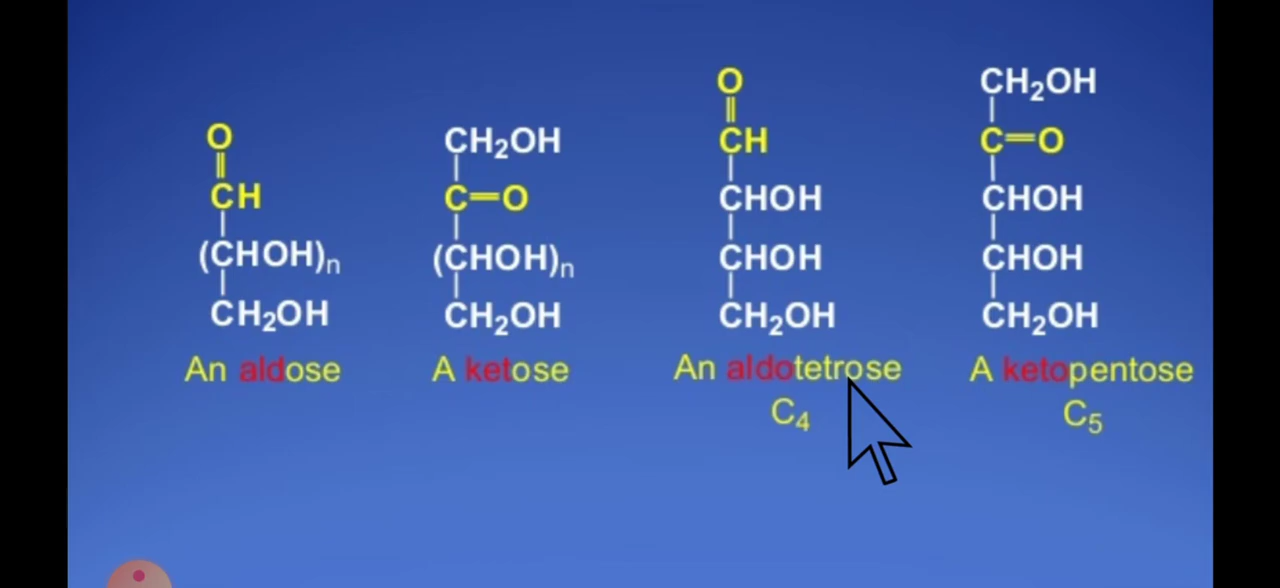 O
||
CH
|
(CHOH)n
|
CH₂OH
An aldose
CH₂OH
|
C=O
|
(CHOH)n
|
CH₂OH
A ketose
O
||
CH
|
CHOH
|
CHOH
|
CH₂OH
An aldotetrose
C₄
CH₂OH
|
C=O
|
CHOH
|
CHOH
|
CH₂OH
A ketopentose
C₅